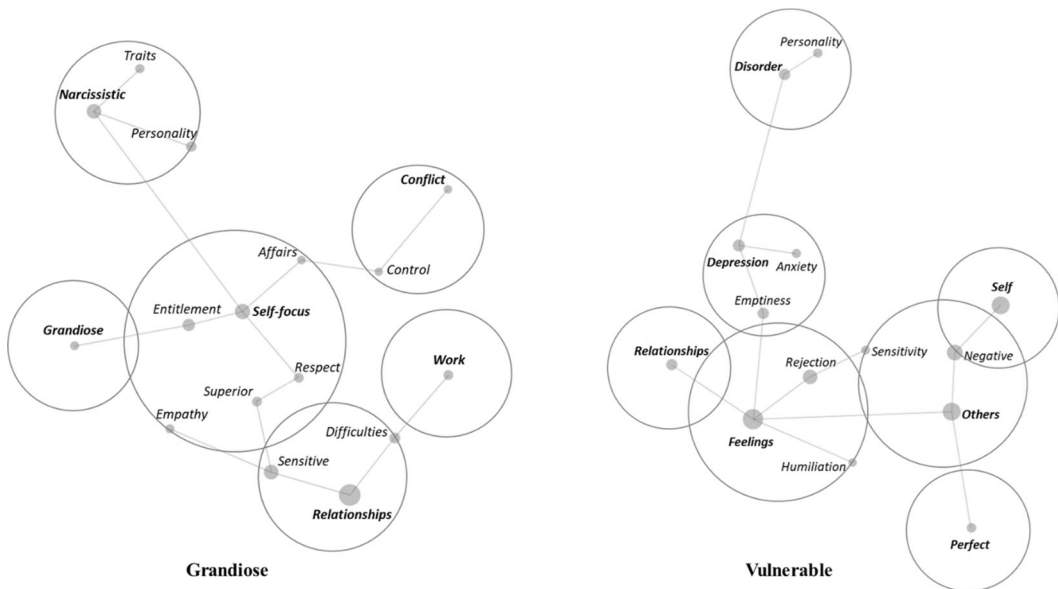 Traits
Narcissistic
Personality
Conflict
Affairs
Control
Entitlement
Self-focus
Grandiose
Respect
Superior
Work
Empathy
Difficulties
Sensitive
Relationships
Grandiose
Personality
Disorder
Depression
Anxiety
Self
Emptiness
Relationships
Rejection
Sensitivity
Negative
Others
Feelings
Humiliation
Perfect
Vulnerable